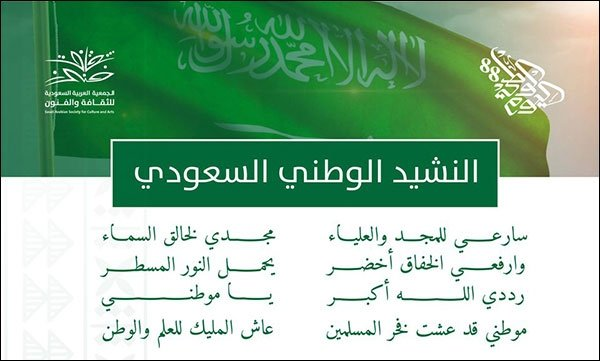 لا إله إلا الله محمد رسول الله
الجمعية العربية السعودية
للثقافة والفنون
Saudi Arabian Society for Culture and Arts
اليوم الوطني
88
النشيد الوطني السعودي
سارعي للمجد والعلياء مجدي لخالق السماء
وارفعي الخفاق أخضر يحمل النور المسطر
رددي الله أكبر يا موطني
موطني قد عشت فخر المسلمين عاش المليك للعلم والوطن